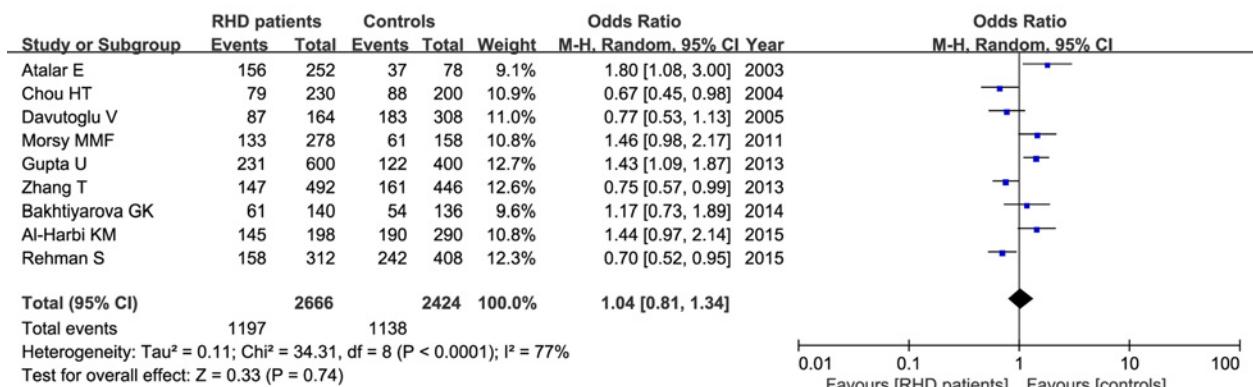 RHD patients Controls Odds Ratio Odds Ratio
Study or Subgroup Events Total Events Total Weight M-H, Random, 95% CI Year M-H, Random, 95% CI
Atalar E 156 252 37 78 9.1% 1.80 [1.08, 3.00] 2003
Chou HT 79 230 88 200 10.9% 0.67 [0.45, 0.98] 2004
Davutoglu V 87 164 183 308 11.0% 0.77 [0.53, 1.13] 2005
Morsy MMF 133 278 61 158 10.8% 1.46 [0.98, 2.17] 2011
Gupta U 231 600 122 400 12.7% 1.43 [1.09, 1.87] 2013
Zhang T 147 492 161 446 12.6% 0.75 [0.57, 0.99] 2013
Bakhtiyarova GK 61 140 54 136 9.6% 1.17 [0.73, 1.89] 2014
Al-Harbi KM 145 198 190 290 10.8% 1.44 [0.97, 2.14] 2015
Rehman S 158 312 242 408 12.3% 0.70 [0.52, 0.95] 2015
Total (95% CI) 2666 2424 100.0% 1.04 [0.81, 1.34]
Total events 1197 1138
Heterogeneity: Tau² = 0.11; Chi² = 34.31, df = 8 (P < 0.0001); I² = 77%
Test for overall effect: Z = 0.33 (P = 0.74)
0.01 0.1 1 10 100
Favours [RHD patients] Favours [controls]